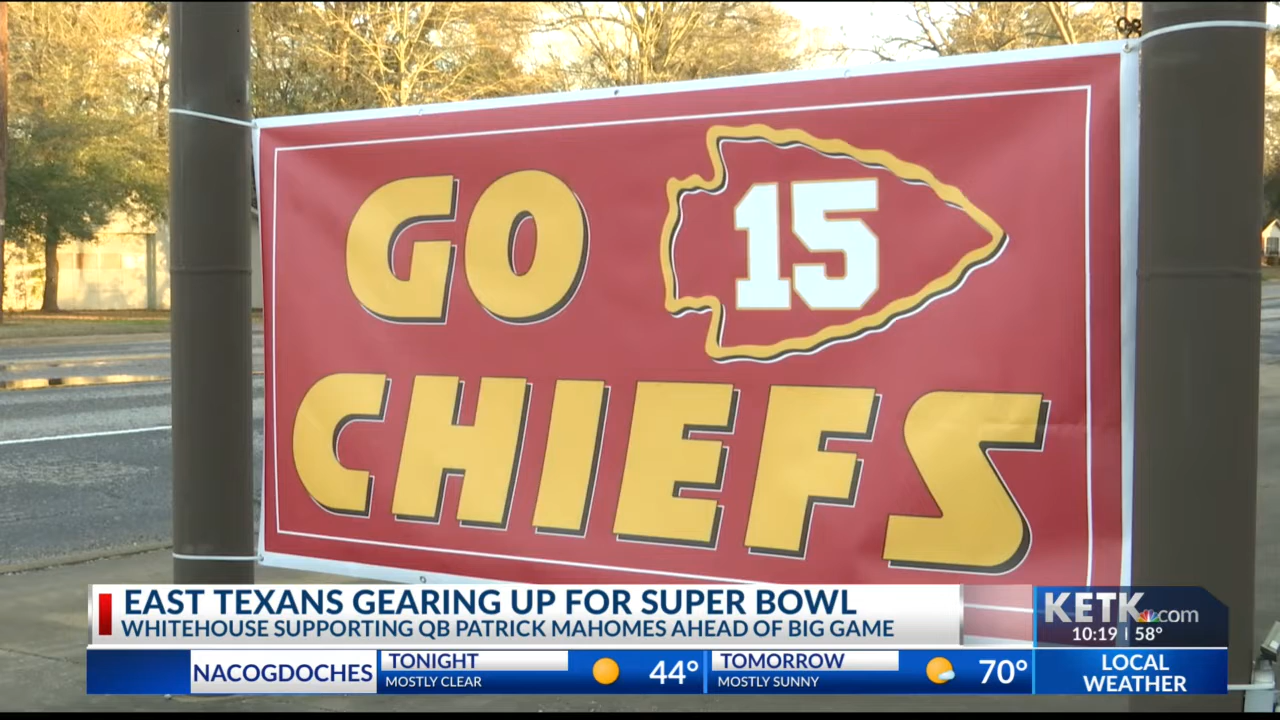 GO 15
CHIEFS
EAST TEXANS GEARING UP FOR SUPER BOWL
WHITEHOUSE SUPPORTING QB PATRICK MAHOMES AHEAD OF BIG GAME
KETK.com
10:19 | 58°
NACOGDOCHES
TONIGHT
MOSTLY CLEAR
44°
TOMORROW
MOSTLY SUNNY
70°
LOCAL
WEATHER